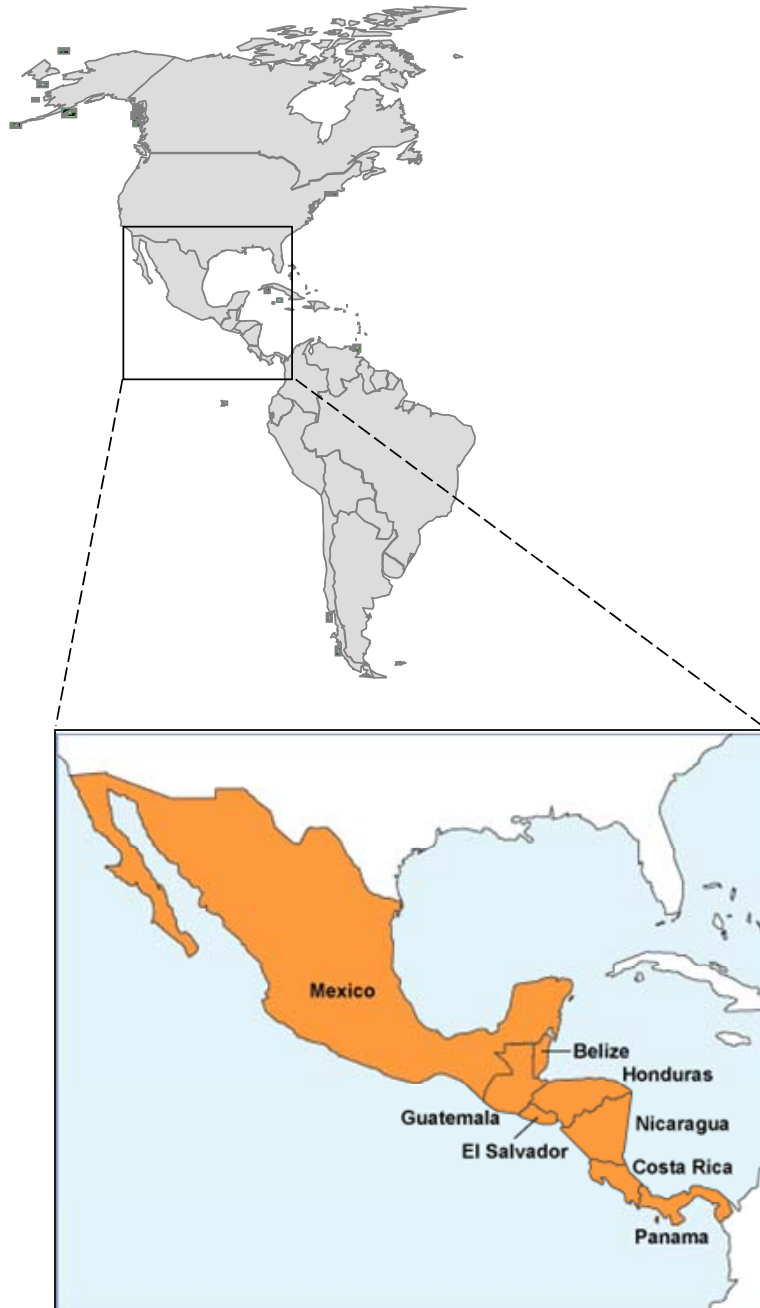 Mexico
Belize
Honduras
Guatemala
Nicaragua
El Salvador
Costa Rica
Panama